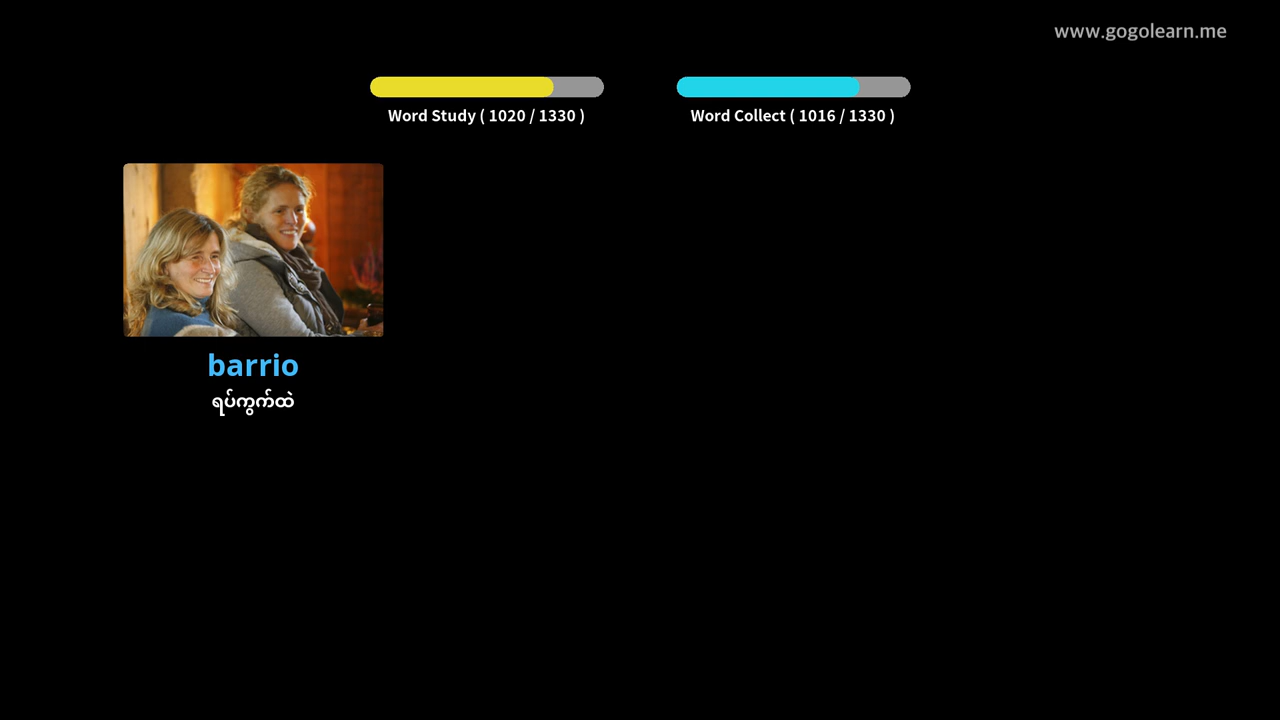 www.gogolearn.me
Word Study ( 1020 / 1330 )
Word Collect ( 1016 / 1330 )
barrio
ရပ်ကွက်ထဲ